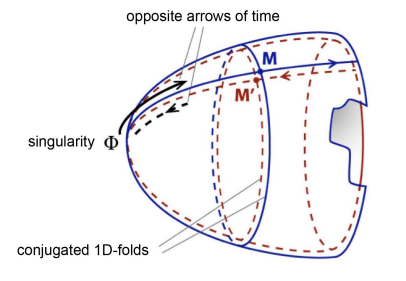 opposite arrows of time
M
M'
singularity Φ
conjugated 1D-folds